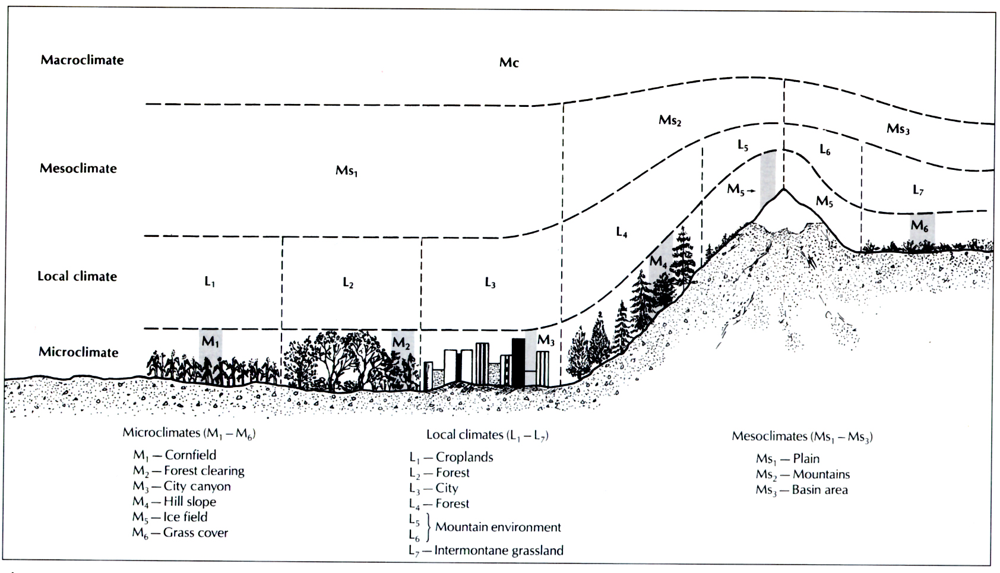 Macroclimate
Mc
Ms₂
Ms₃
L₅
L₆
Mesoclimate
Ms₁
M₅→
M₅
L₇
L₄
M₆
M₄
Local climate
L₁
L₂
L₃
Microclimate
M₁
M₂
M₃
Microclimates (M₁ – M₆)
M₁ — Cornfield
M₂ — Forest clearing
M₃ — City canyon
M₄ — Hill slope
M₅ — Ice field
M₆ — Grass cover
Local climates (L₁ – L₇)
L₁ — Croplands
L₂ — Forest
L₃ — City
L₄ — Forest
L₅
L₆
} Mountain environment
L₇ — Intermontane grassland
Mesoclimates (Ms₁ – Ms₃)
Ms₁ — Plain
Ms₂ — Mountains
Ms₃ — Basin area